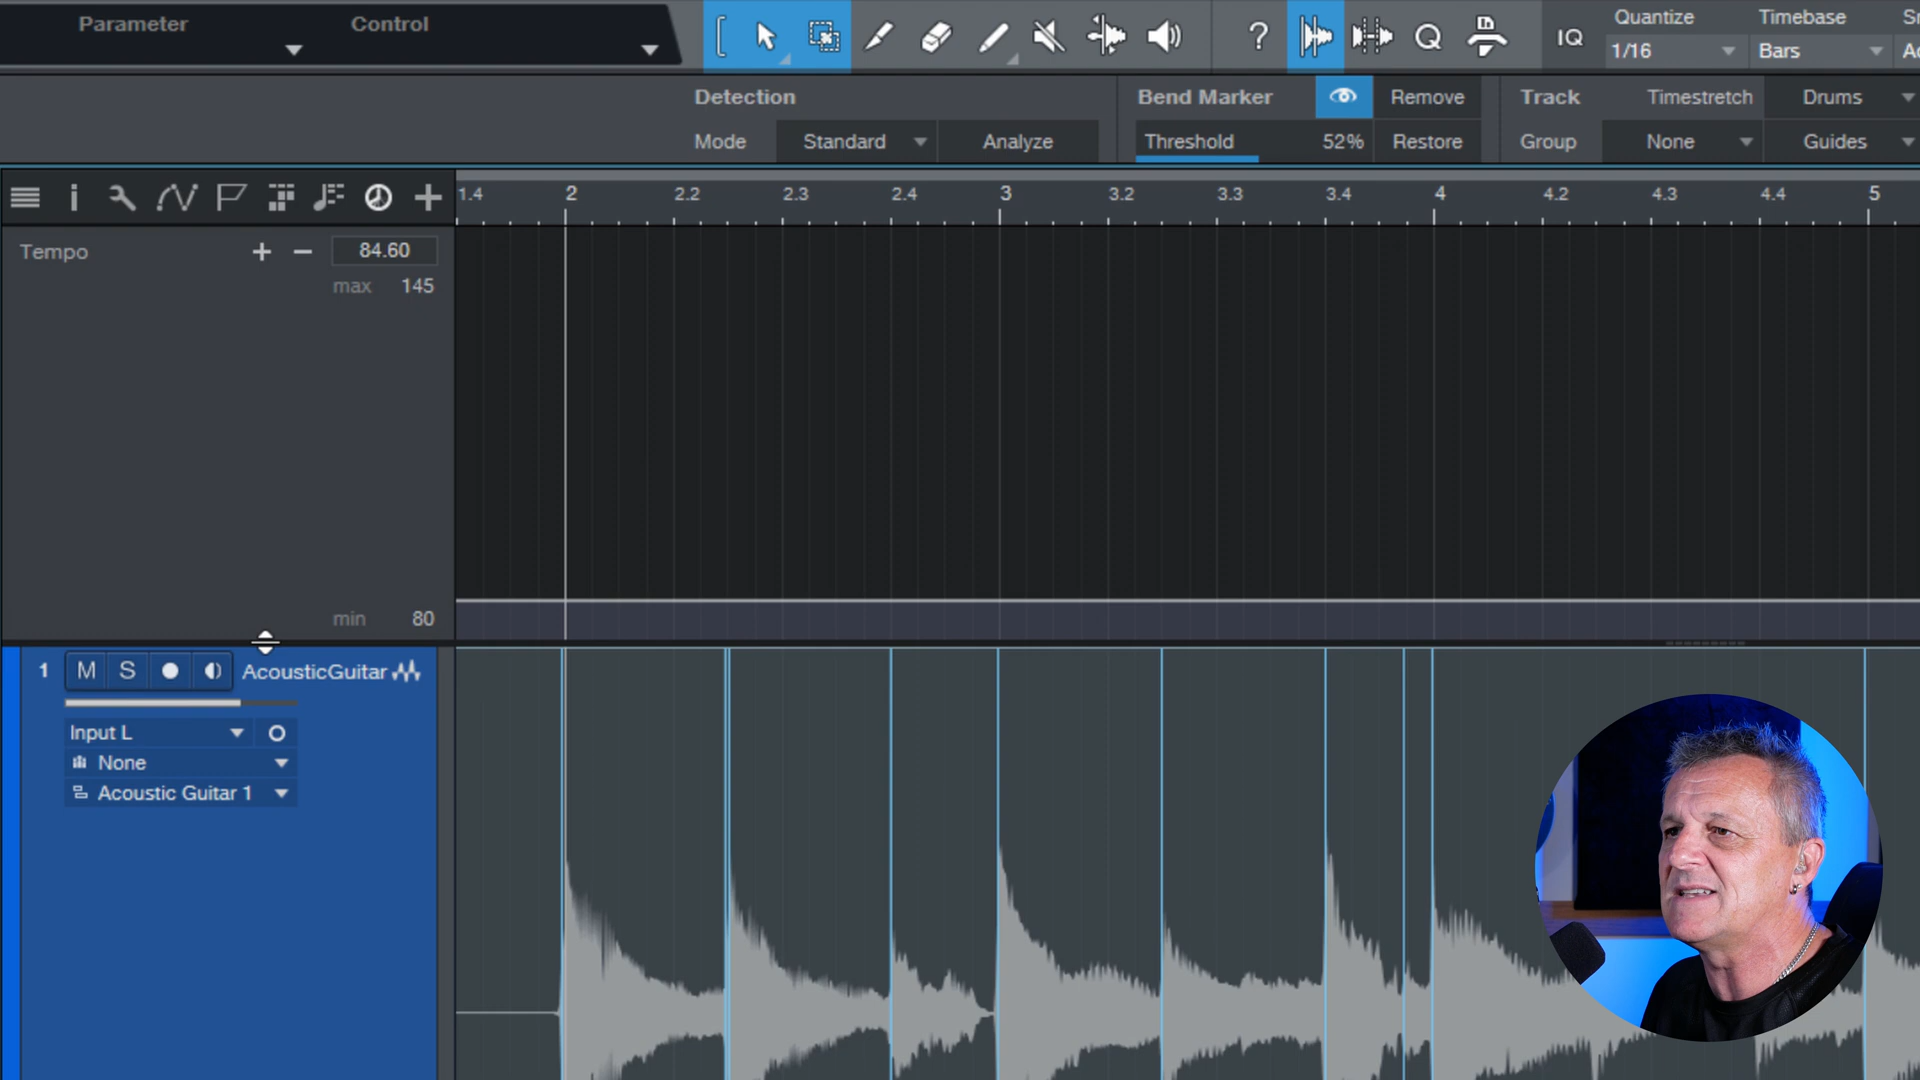 Parameter Control
IQ Quantize Timebase
1/16 Bars
Detection Bend Marker Remove Track Timestretch Drums
Mode Standard Analyze Threshold 52% Restore Group None Guides
1.4 2 2.2 2.3 2.4 3 3.2 3.3 3.4 4 4.2 4.3 4.4 5
Tempo + − 84.60
max 145
min 80
1 M S AcousticGuitar
Input L
None
Acoustic Guitar 1